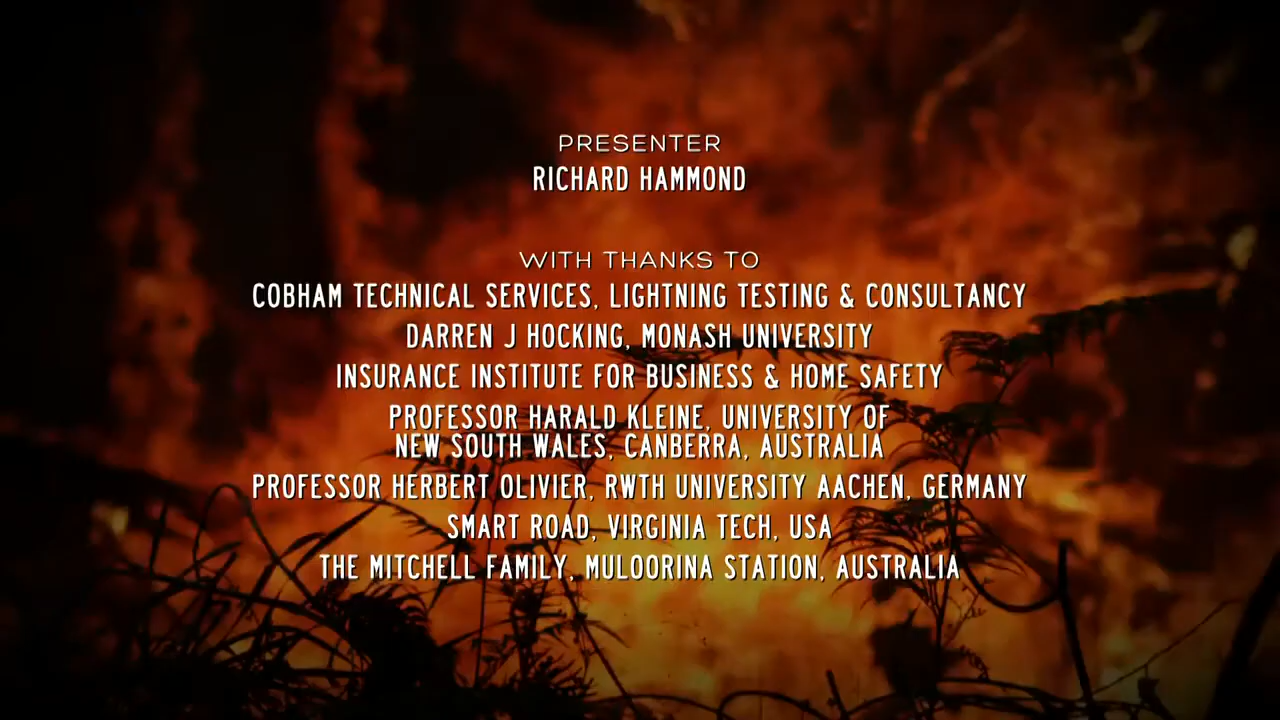 PRESENTER
RICHARD HAMMOND
WITH THANKS TO
COBHAM TECHNICAL SERVICES, LIGHTNING TESTING & CONSULTANCY
DARREN J HOCKING, MONASH UNIVERSITY
INSURANCE INSTITUTE FOR BUSINESS & HOME SAFETY
PROFESSOR HARALD KLEINE, UNIVERSITY OF
NEW SOUTH WALES, CANBERRA, AUSTRALIA
PROFESSOR HERBERT OLIVIER, RWTH UNIVERSITY AACHEN, GERMANY
SMART ROAD, VIRGINIA TECH, USA
THE MITCHELL FAMILY, MULOORINA STATION, AUSTRALIA